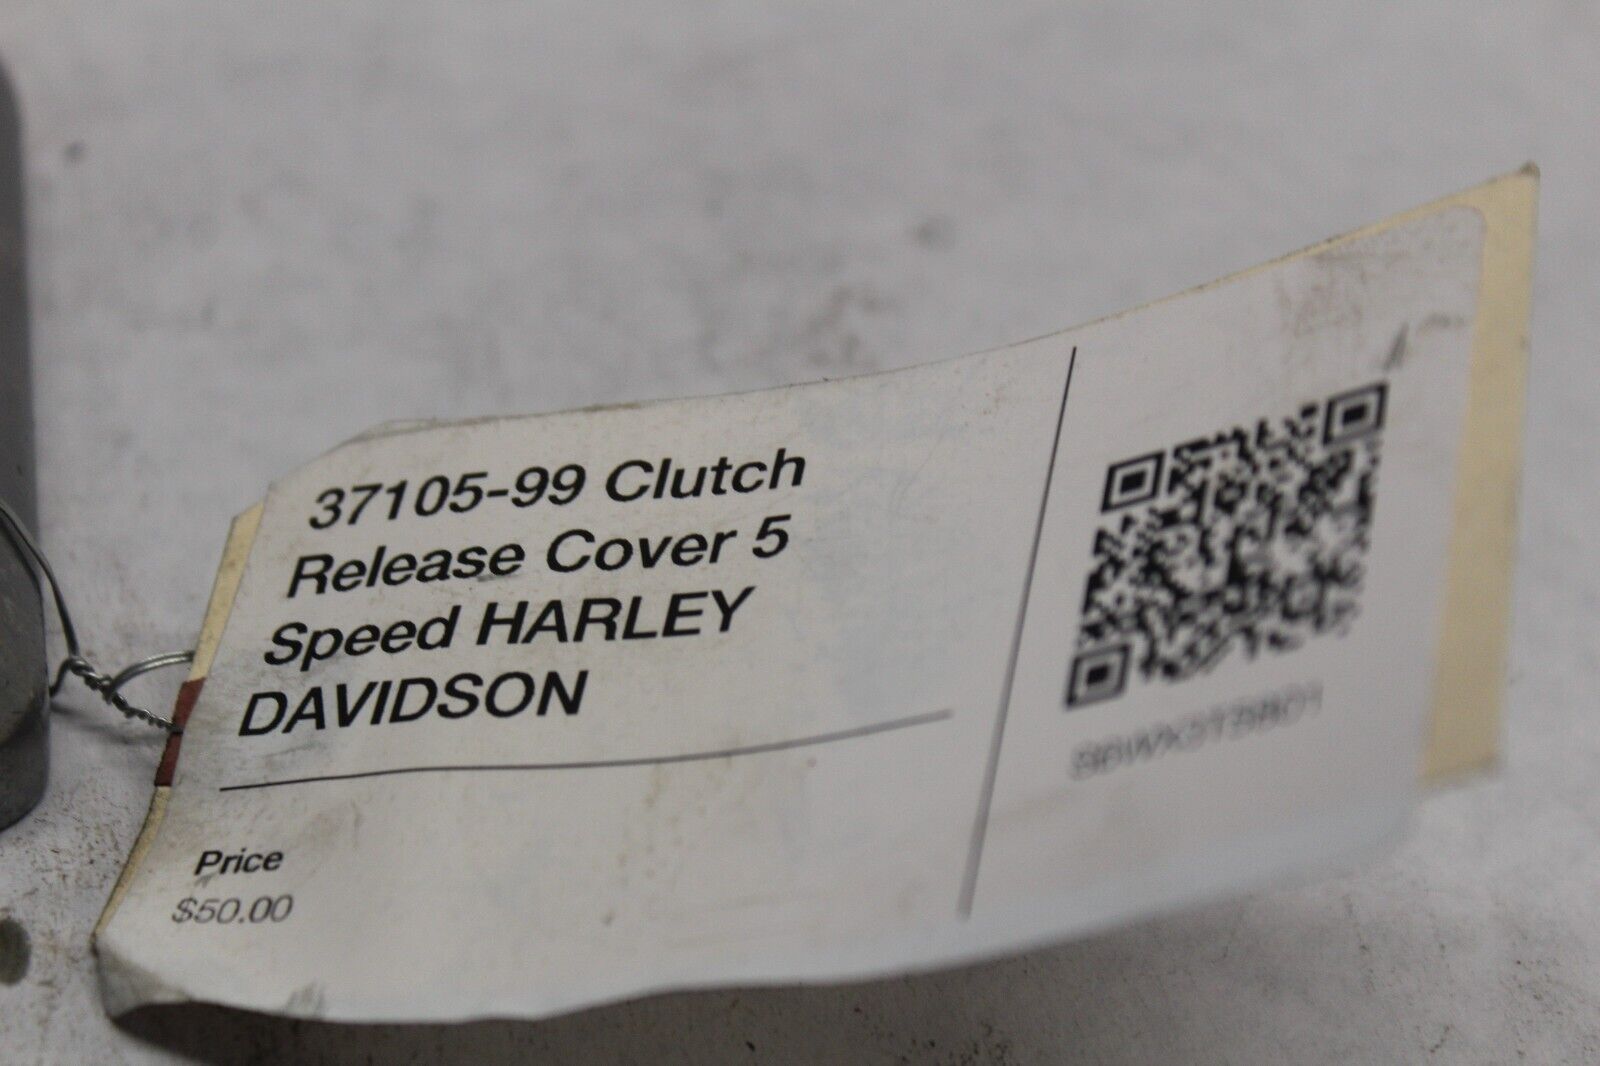 37105-99 Clutch
Release Cover 5
Speed HARLEY
DAVIDSON
Price
$50.00